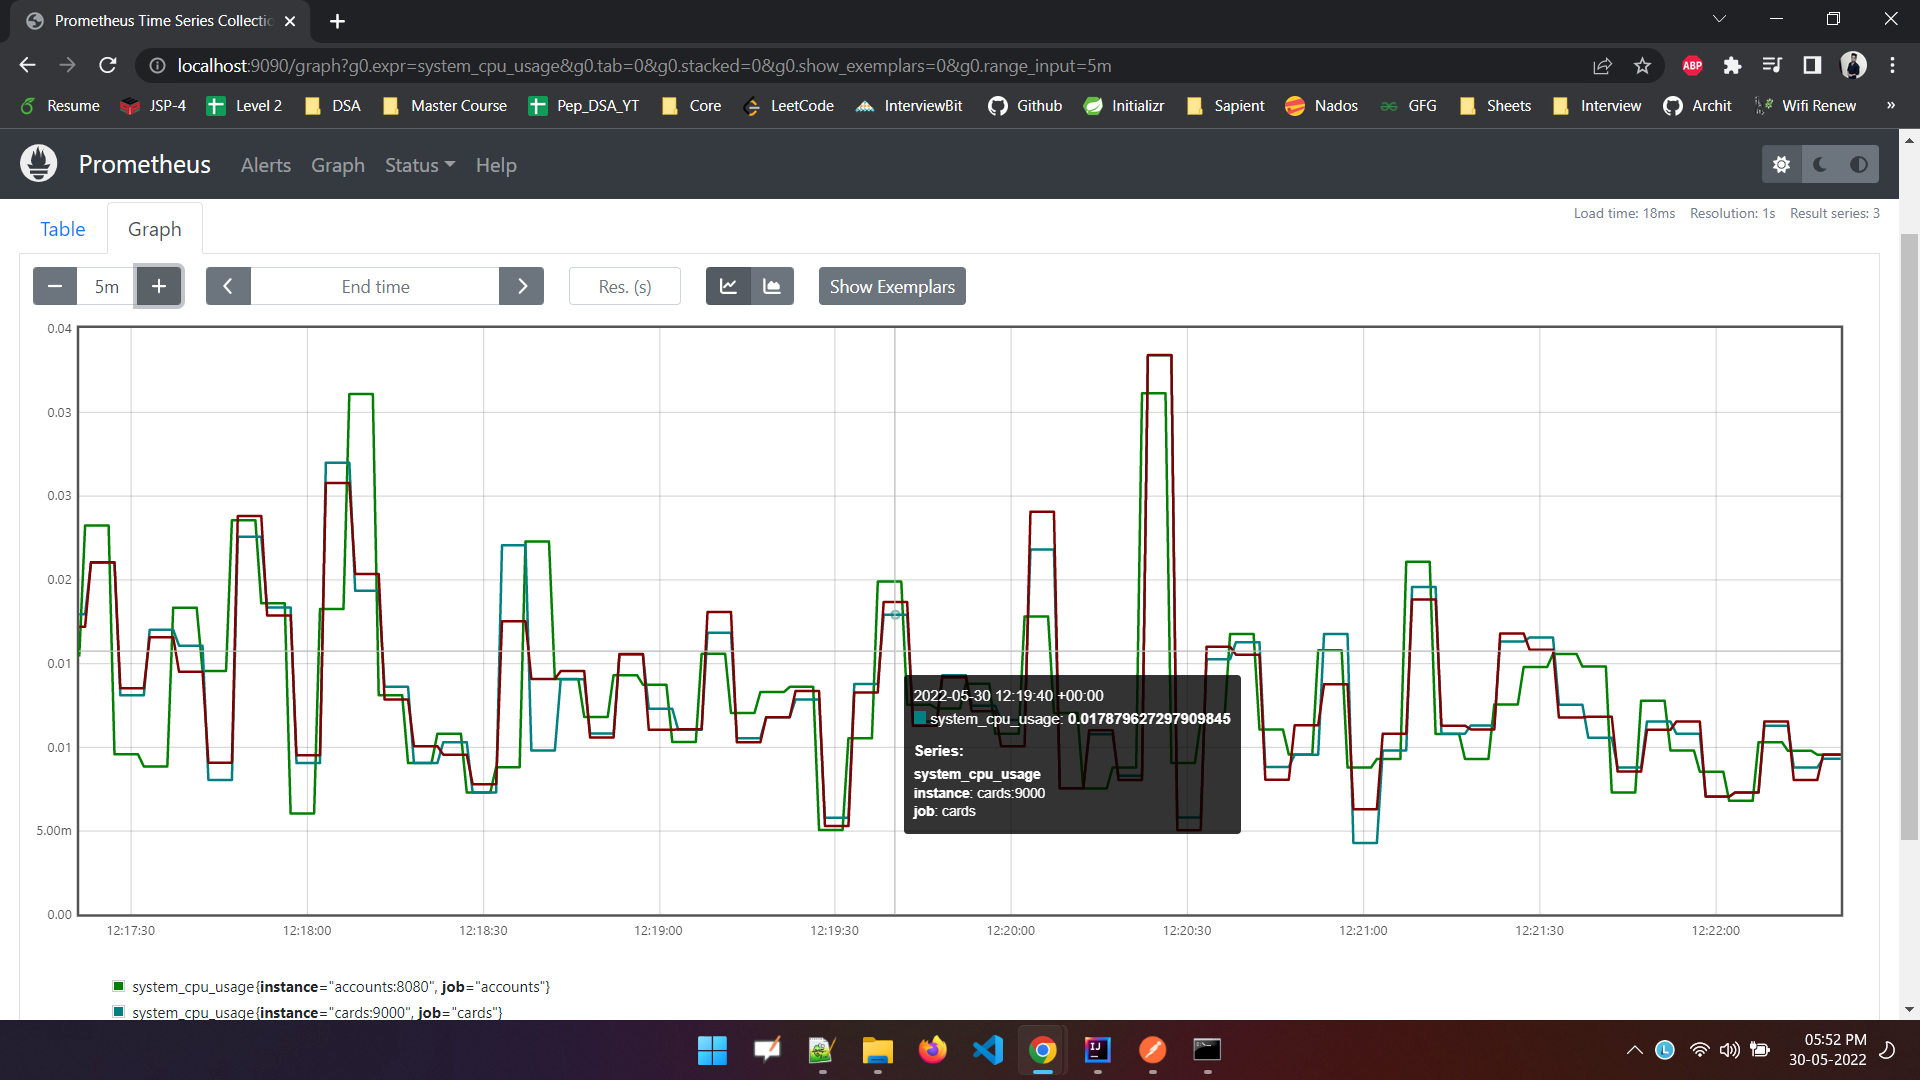 Prometheus Time Series Collectio
localhost:9090/graph?g0.expr=system_cpu_usage&g0.tab=0&g0.stacked=0&g0.show_exemplars=0&g0.range_input=5m
ABP
Resume JSP-4 Level 2 DSA Master Course Pep_DSA_YT Core LeetCode InterviewBit Github Initializr Sapient Nados GFG Sheets Interview Archit Wifi Renew »
Prometheus Alerts Graph Status Help
Load time: 18ms Resolution: 1s Result series: 3
Table Graph
5m End time Res. (s) Show Exemplars
0.04
0.03
0.03
0.02
0.01
0.01
5.00m
0.00
2022-05-30 12:19:40 +00:00
system_cpu_usage: 0.017879627297909845
Series:
system_cpu_usage
instance: cards:9000
job: cards
12:17:30 12:18:00 12:18:30 12:19:00 12:19:30 12:20:00 12:20:30 12:21:00 12:21:30 12:22:00
system_cpu_usage{instance="accounts:8080", job="accounts"}
system_cpu_usage{instance="cards:9000", job="cards"}
IJ
L
05:52 PM
30-05-2022